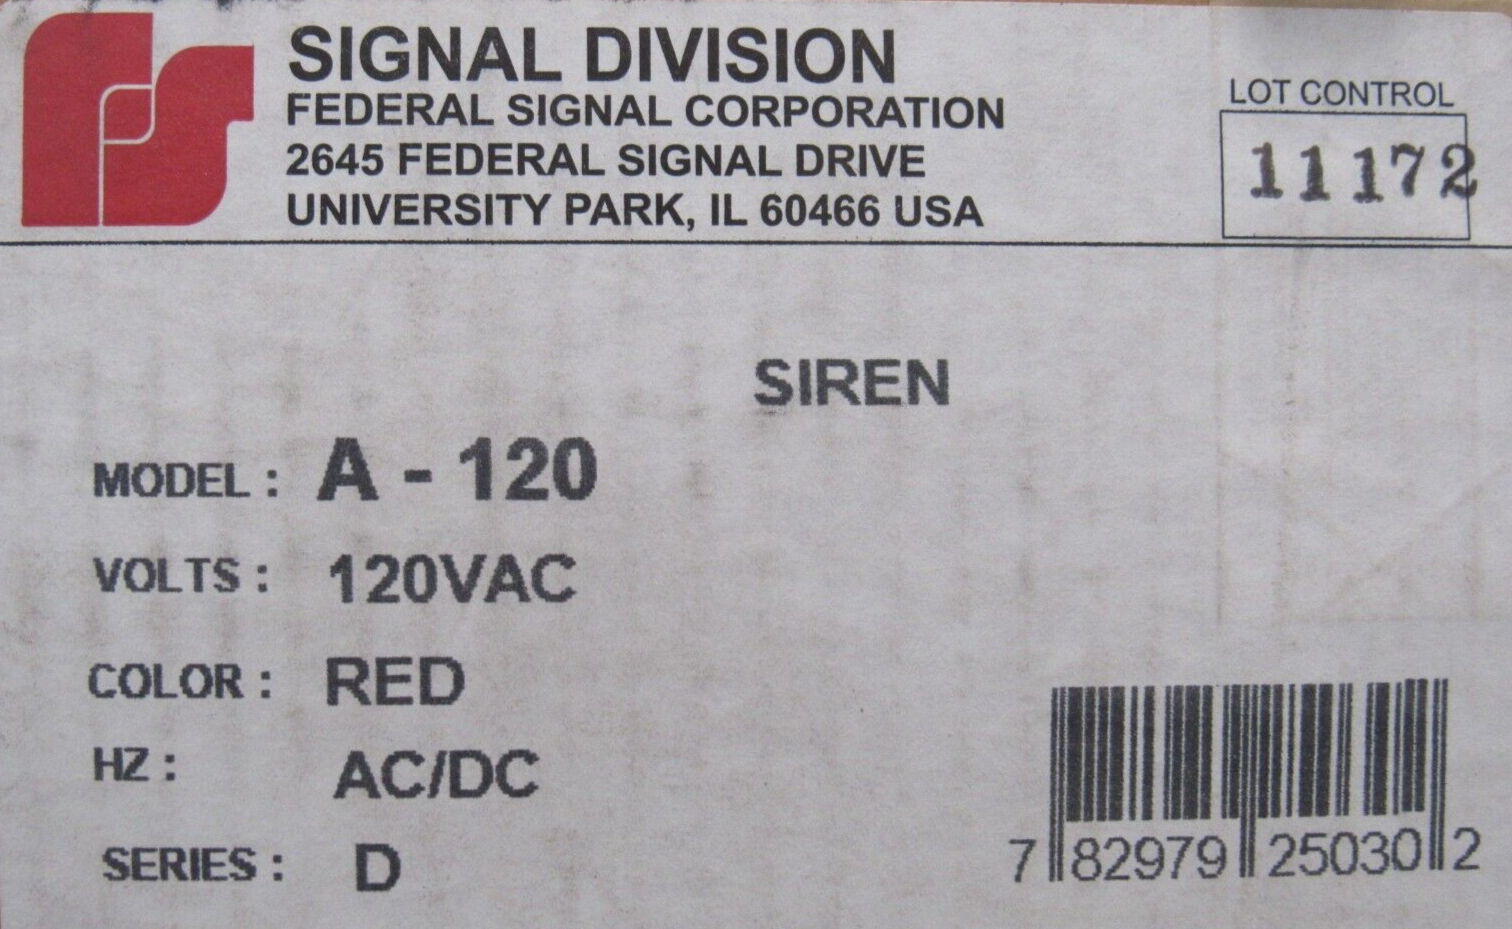 SIGNAL DIVISION
FEDERAL SIGNAL CORPORATION
2645 FEDERAL SIGNAL DRIVE
UNIVERSITY PARK, IL 60466 USA
LOT CONTROL
11172
SIREN
MODEL : A - 120
VOLTS : 120VAC
COLOR : RED
HZ : AC/DC
SERIES : D
7 82979 25030 2